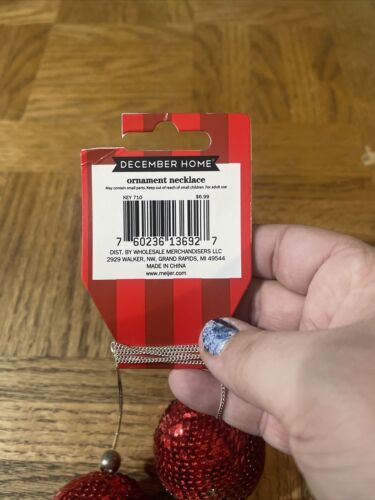 DECEMBER HOME
ornament necklace
May contain small parts. Keep out of reach of small children. For adult use
KEY 710 $6.99
7 60236 13692 7
DIST. BY WHOLESALE MERCHANDISERS LLC
2929 WALKER, NW, GRAND RAPIDS, MI 49544
MADE IN CHINA
www.meijer.com